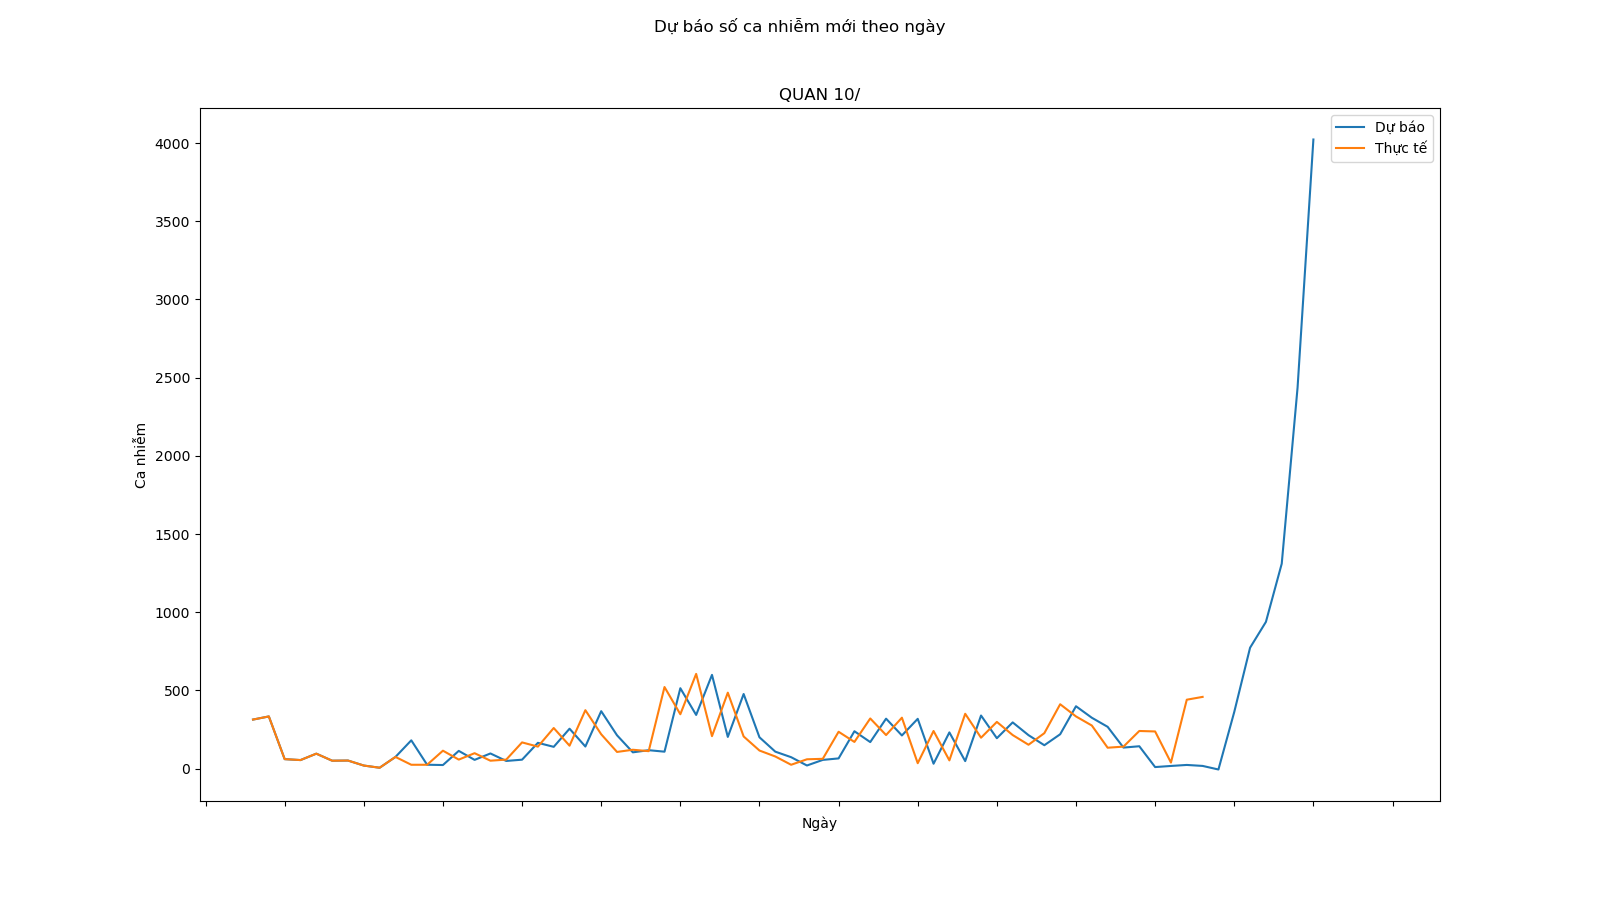 Dự báo số ca nhiễm mới theo ngày
QUAN 10/
Dự báo
Thực tế
4000
3500
3000
2500
2000
1500
1000
500
0
Ca nhiễm
Ngày